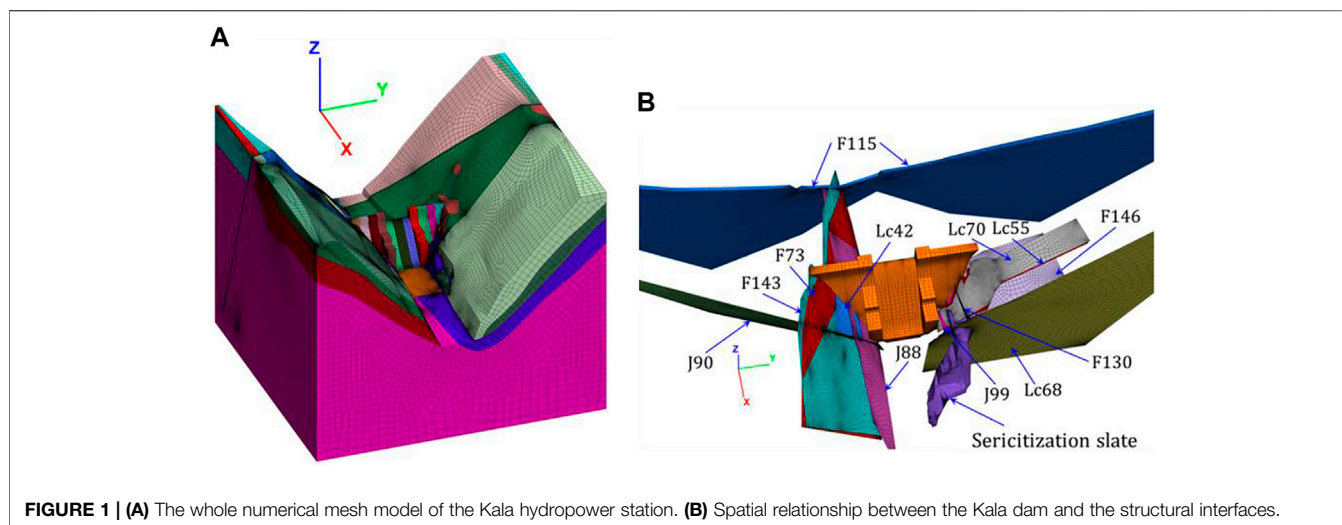 A
Z
Y
X
B
F115
F146
Lc42
Lc70
Lc55
F73
F143
J90
Z
Y
X
J88
F130
J99
Lc68
Sericitization slate
FIGURE 1 | (A) The whole numerical mesh model of the Kala hydropower station. (B) Spatial relationship between the Kala dam and the structural interfaces.